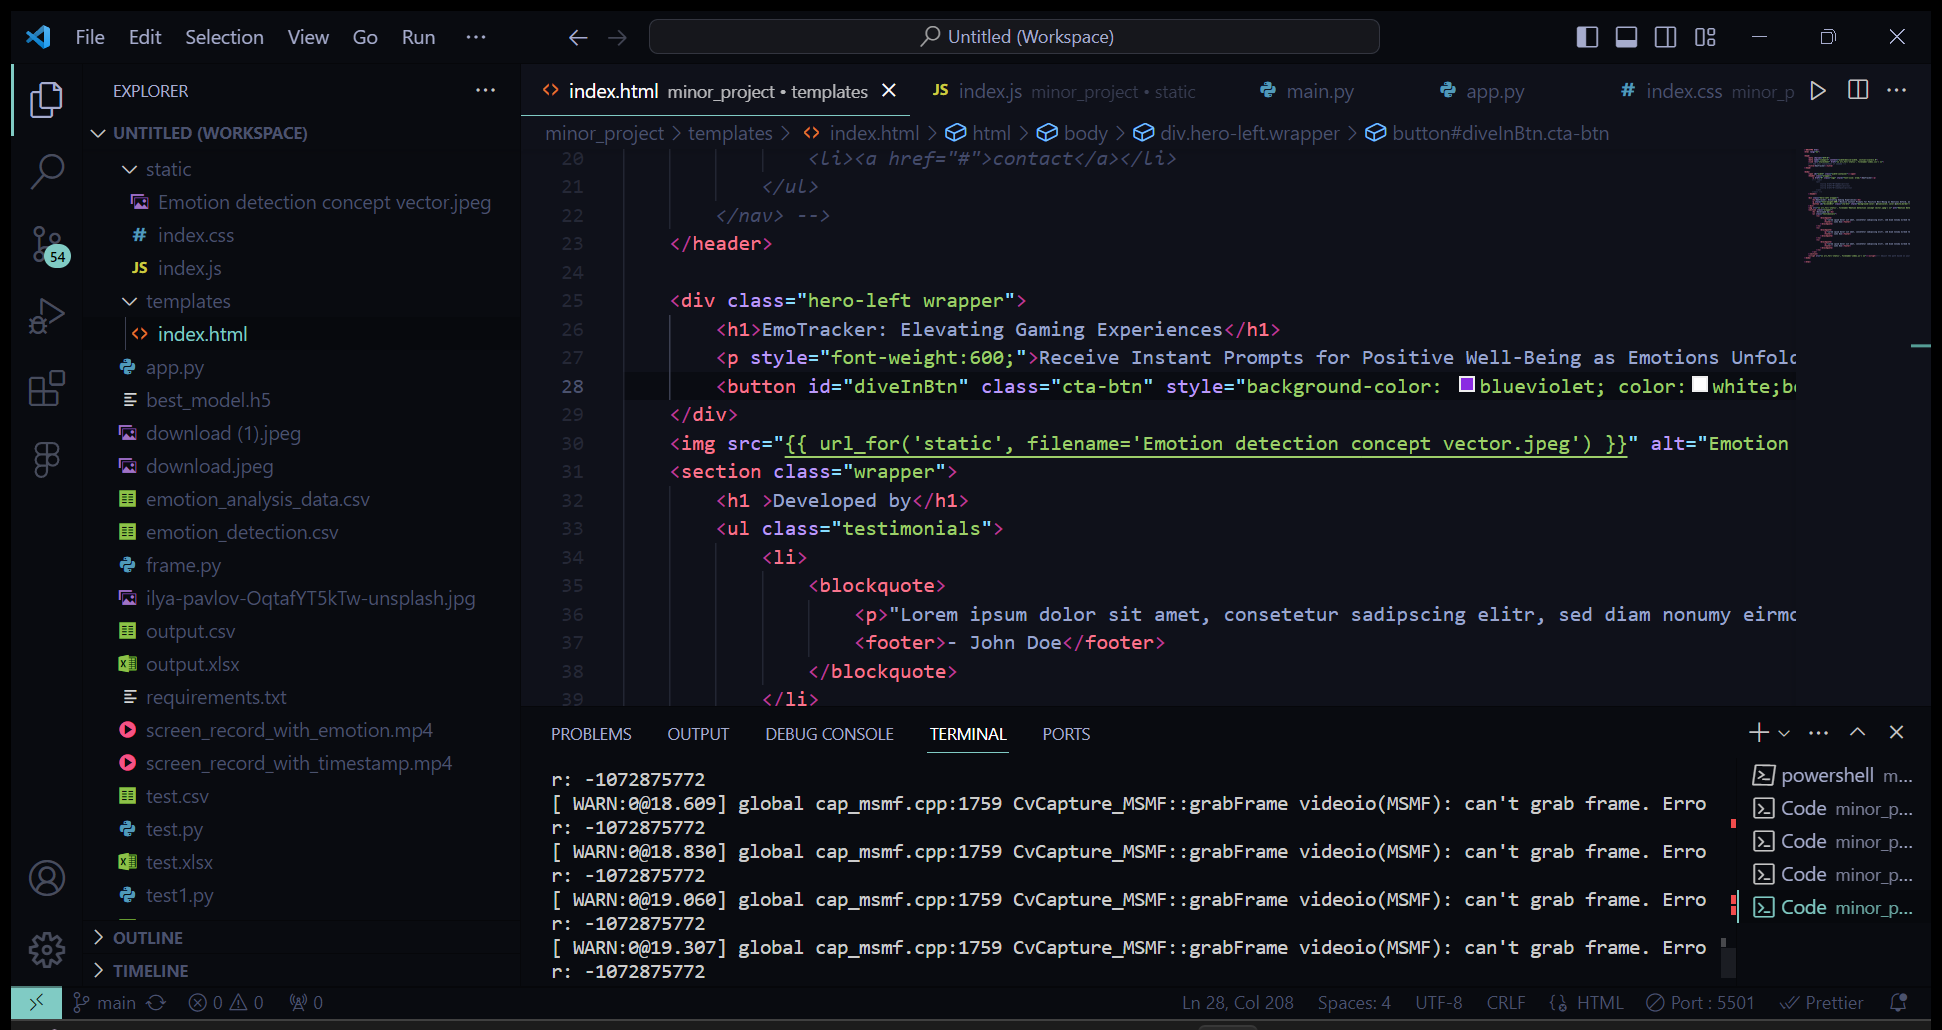 File Edit Selection View Go Run ···
Untitled (Workspace)
EXPLORER
UNTITLED (WORKSPACE)
static
Emotion detection concept vector.jpeg
# index.css
JS index.js
templates
<> index.html
app.py
best_model.h5
download (1).jpeg
download.jpeg
emotion_analysis_data.csv
emotion_detection.csv
frame.py
ilya-pavlov-OqtafYT5kTw-unsplash.jpg
output.csv
output.xlsx
requirements.txt
screen_record_with_emotion.mp4
screen_record_with_timestamp.mp4
test.csv
test.py
test.xlsx
test1.py
OUTLINE
TIMELINE
54
<> index.html minor_project • templates JS index.js minor_project • static main.py app.py # index.css minor_p
minor_project > templates > <> index.html > html > body > div.hero-left.wrapper > button#diveInBtn.cta-btn
20 <li><a href="#">contact</a></li>
21 </ul>
22 </nav> -->
23 </header>
24
25 <div class="hero-left wrapper">
26 <h1>EmoTracker: Elevating Gaming Experiences</h1>
27 <p style="font-weight:600;">Receive Instant Prompts for Positive Well-Being as Emotions Unfol
28 <button id="diveInBtn" class="cta-btn" style="background-color: blueviolet; color: white;b
29 </div>
30 <img src="{{ url_for('static', filename='Emotion detection concept vector.jpeg') }}" alt="Emotion
31 <section class="wrapper">
32 <h1 >Developed by</h1>
33 <ul class="testimonials">
34 <li>
35 <blockquote>
36 <p>"Lorem ipsum dolor sit amet, consetetur sadipscing elitr, sed diam nonumy eirmo
37 <footer>- John Doe</footer>
38 </blockquote>
39 </li>
PROBLEMS OUTPUT DEBUG CONSOLE TERMINAL PORTS
r: -1072875772
[ WARN:0@18.609] global cap_msmf.cpp:1759 CvCapture_MSMF::grabFrame videoio(MSMF): can't grab frame. Erro
r: -1072875772
[ WARN:0@18.830] global cap_msmf.cpp:1759 CvCapture_MSMF::grabFrame videoio(MSMF): can't grab frame. Erro
r: -1072875772
[ WARN:0@19.060] global cap_msmf.cpp:1759 CvCapture_MSMF::grabFrame videoio(MSMF): can't grab frame. Erro
r: -1072875772
[ WARN:0@19.307] global cap_msmf.cpp:1759 CvCapture_MSMF::grabFrame videoio(MSMF): can't grab frame. Erro
r: -1072875772
powershell m...
Code minor_p...
Code minor_p...
Code minor_p...
Code minor_p...
main 0 0 0 Ln 28, Col 208 Spaces: 4 UTF-8 CRLF HTML Port : 5501 Prettier